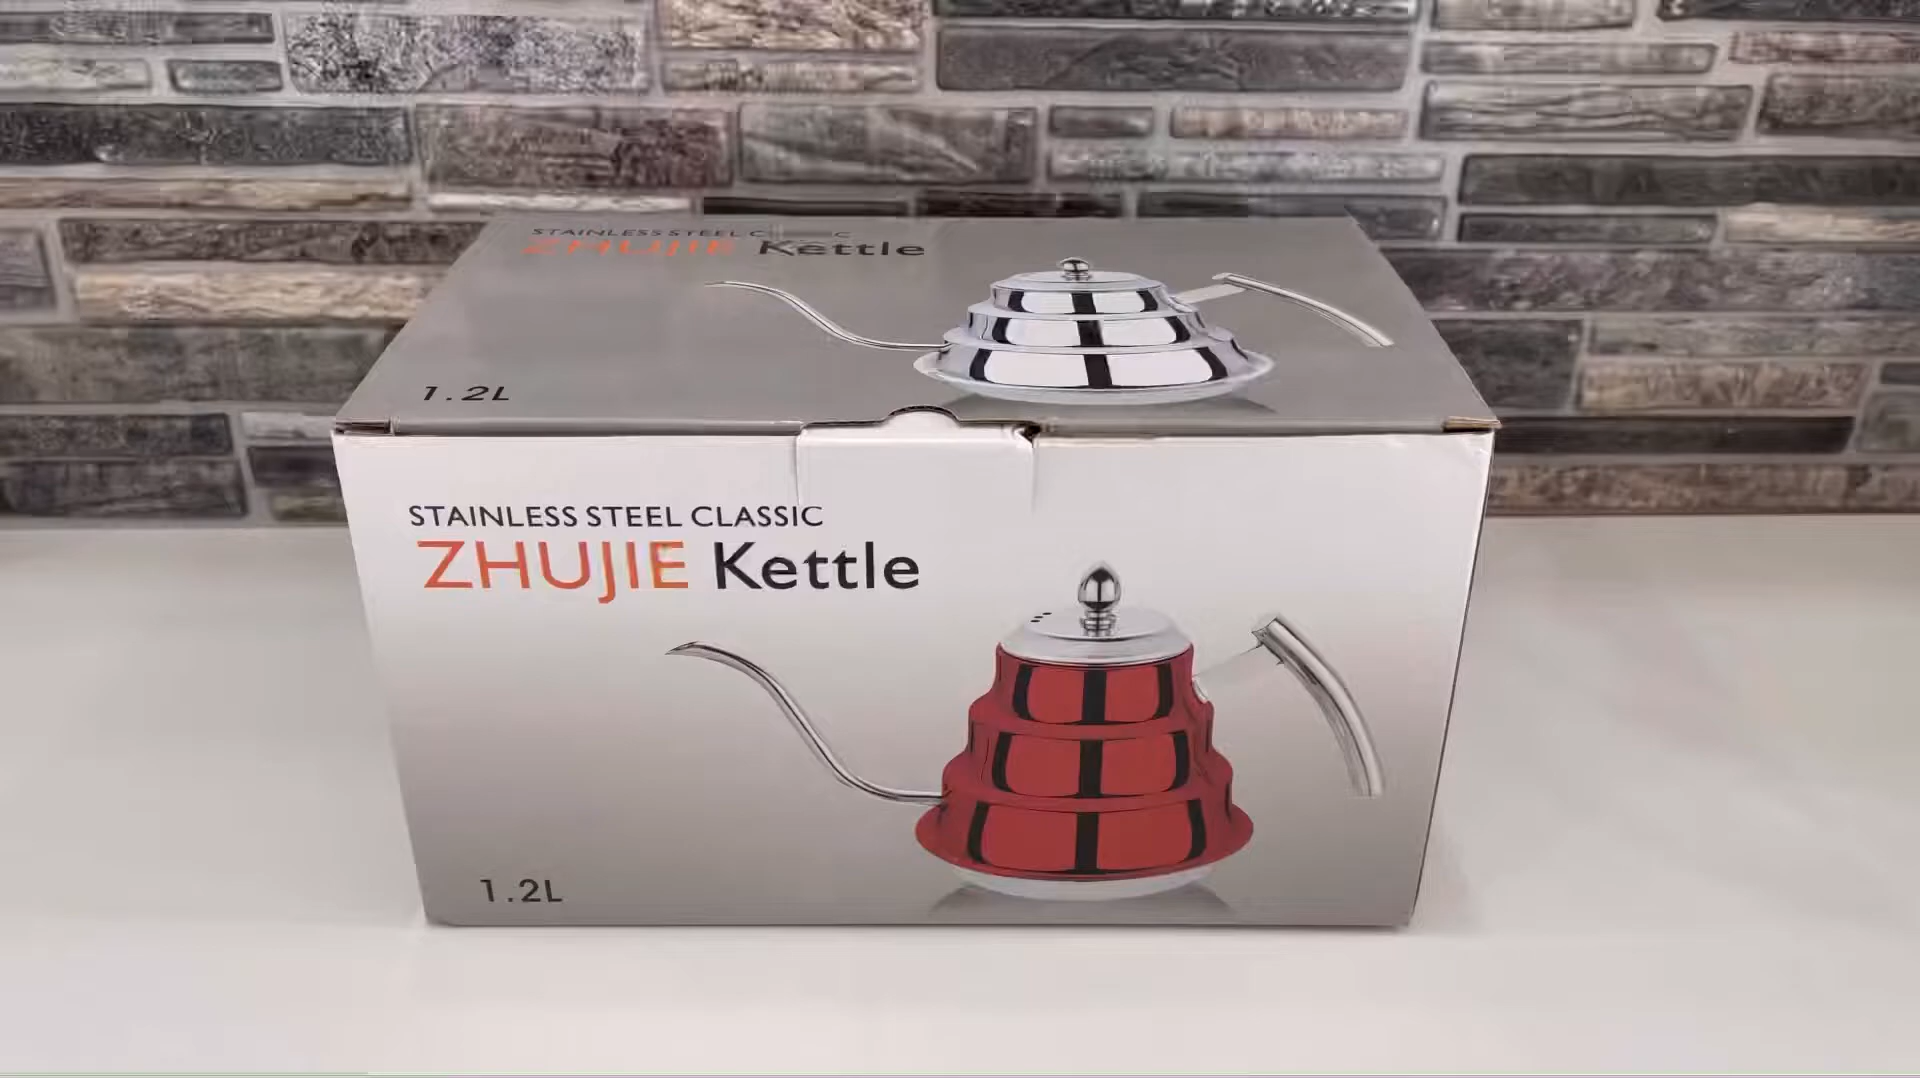 STAINLESS STEEL
ZHUJIE Kettle
1.2L
STAINLESS STEEL CLASSIC
ZHUJIE Kettle
1.2L